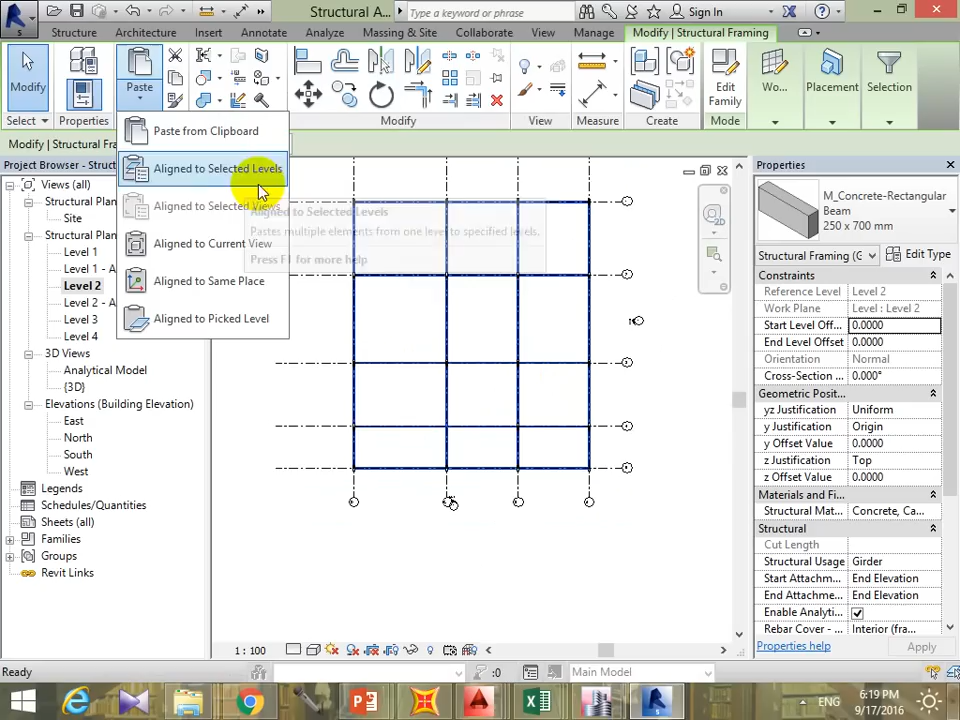 Structural A...
Type a keyword or phrase
Sign In
Structure
Architecture
Insert
Annotate
Analyze
Massing & Site
Collaborate
View
Manage
Modify | Structural Framing
Modify
Paste
Edit Family
Wo...
Placement
Selection
Select
Properties
Modify
View
Measure
Create
Mode
Paste from Clipboard
Aligned to Selected Levels
Aligned to Selected Views
Aligned to Current View
Aligned to Same Place
Aligned to Picked Level
Aligned to Selected Levels
Pastes multiple elements from one level to specified levels.
Press F1 for more help
Modify | Structural Fram
Project Browser - Struct
Views (all)
Structural Plan
Site
Structural Plan
Level 1
Level 1 - A
Level 2
Level 2 - A
Level 3
Level 4
3D Views
Analytical Model
{3D}
Elevations (Building Elevation)
East
North
South
West
Legends
Schedules/Quantities
Sheets (all)
Families
Groups
Revit Links
2D
Properties
M_Concrete-Rectangular
Beam
250 x 700 mm
Structural Framing (G
Edit Type
Constraints
Reference Level Level 2
Work Plane Level : Level 2
Start Level Off... 0.0000
End Level Offset 0.0000
Orientation Normal
Cross-Section ... 0.000°
Geometric Posit...
yz Justification Uniform
y Justification Origin
y Offset Value 0.0000
z Justification Top
z Offset Value 0.0000
Materials and Fi...
Structural Mat... Concrete, Ca...
Structural
Cut Length
Structural Usage Girder
Start Attachm... End Elevation
End Attachme... End Elevation
Enable Analyti...
Rebar Cover - ... Interior (fra...
Properties help
Apply
1 : 100
Ready
:0
Main Model
ENG
6:19 PM
9/17/2016